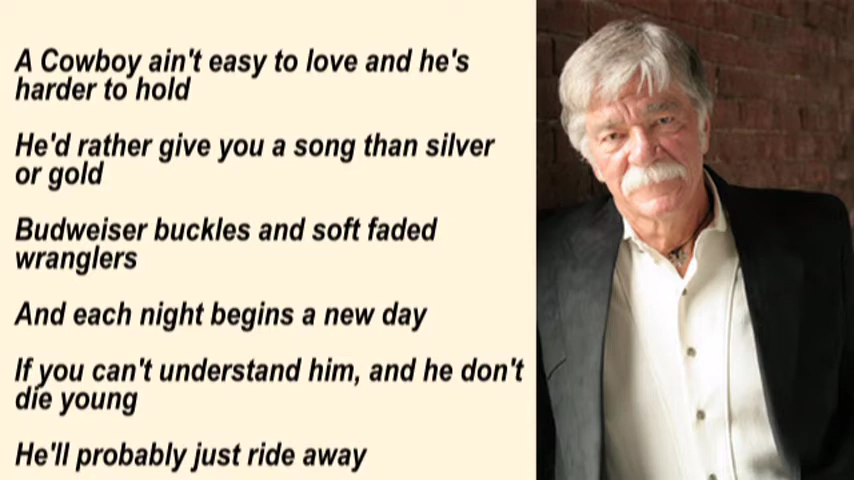 A Cowboy ain't easy to love and he's
harder to hold
He'd rather give you a song than silver
or gold
Budweiser buckles and soft faded
wranglers
And each night begins a new day
If you can't understand him, and he don't
die young
He'll probably just ride away